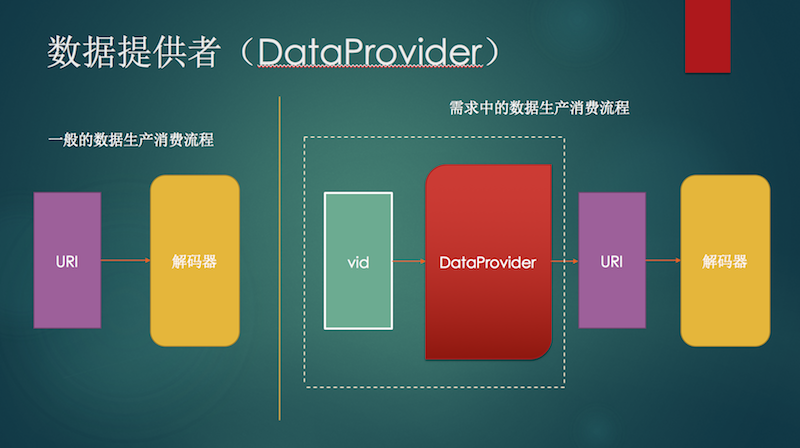 数据提供者（DataProvider）
一般的数据生产消费流程
URI
解码器
需求中的数据生产消费流程
vid
DataProvider
URI
解码器